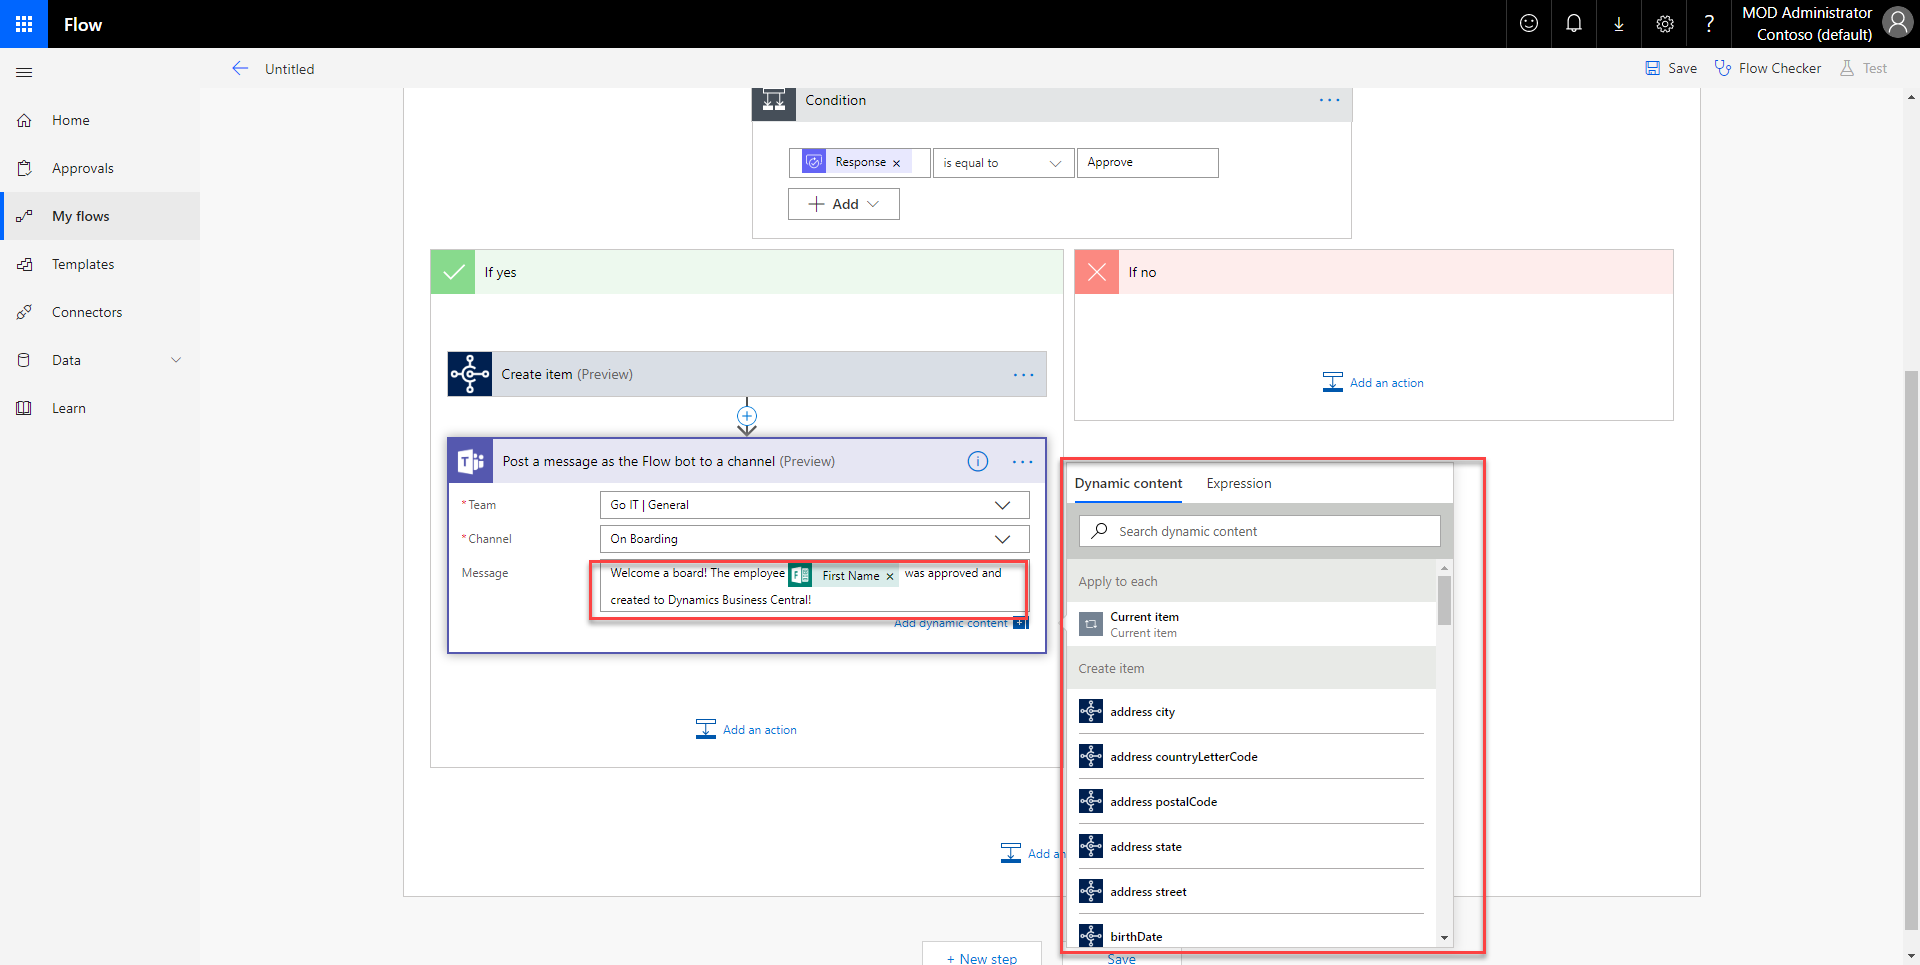 Flow
?
MOD Administrator
Contoso (default)
Untitled
Save
Flow Checker
Test
Home
Approvals
My flows
Templates
Connectors
Data
Learn
Condition
Response ×
is equal to
Approve
+ Add
If yes
If no
Create item (Preview)
Add an action
Post a message as the Flow bot to a channel (Preview)
* Team
Go IT | General
* Channel
On Boarding
Message
Welcome a board! The employee First Name × was approved and
created to Dynamics Business Central!
Add dynamic content
Add an action
Add an
+ New step
Save
Dynamic content
Expression
Search dynamic content
Apply to each
Current item
Current item
Create item
address city
address countryLetterCode
address postalCode
address state
address street
birthDate